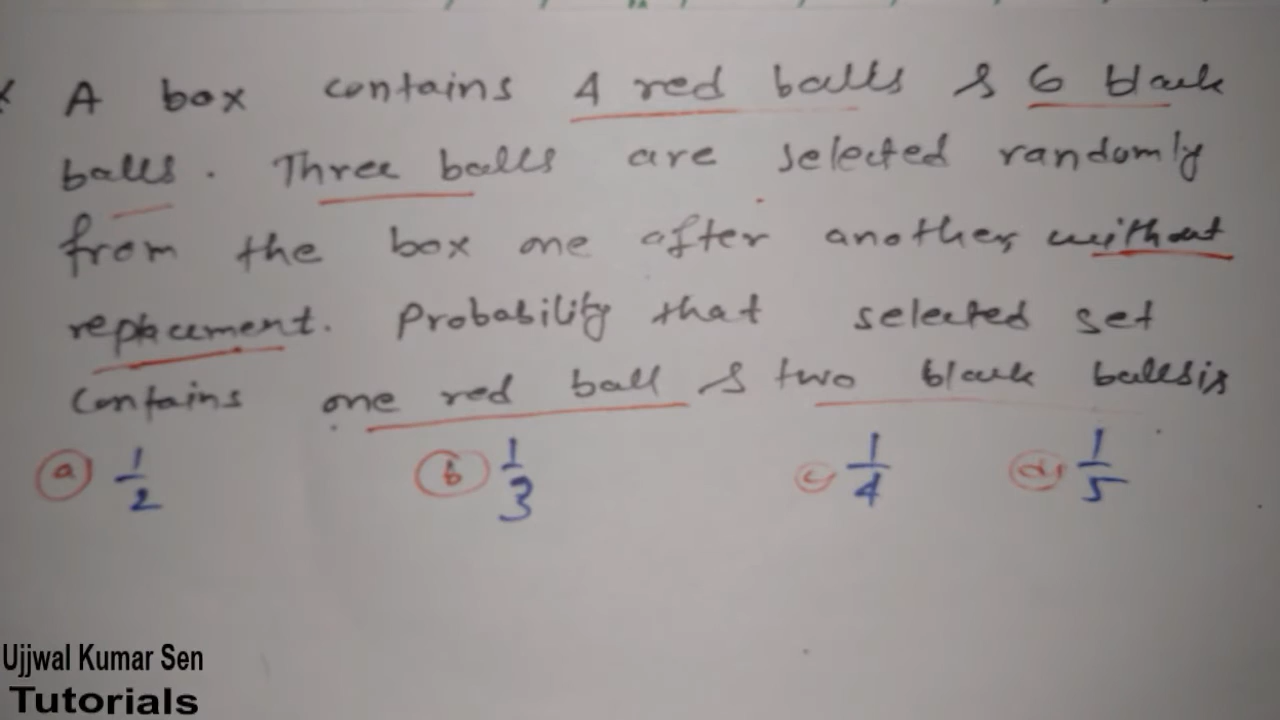 A box contains 4 red balls & 6 black
balls. Three balls are selected randomly
from the box one after another, without
replacement. Probability that selected set
contains one red ball & two black balls is
(a) 1/2 (b) 1/3 (c) 1/4 (d) 1/5
Ujjwal Kumar Sen
Tutorials